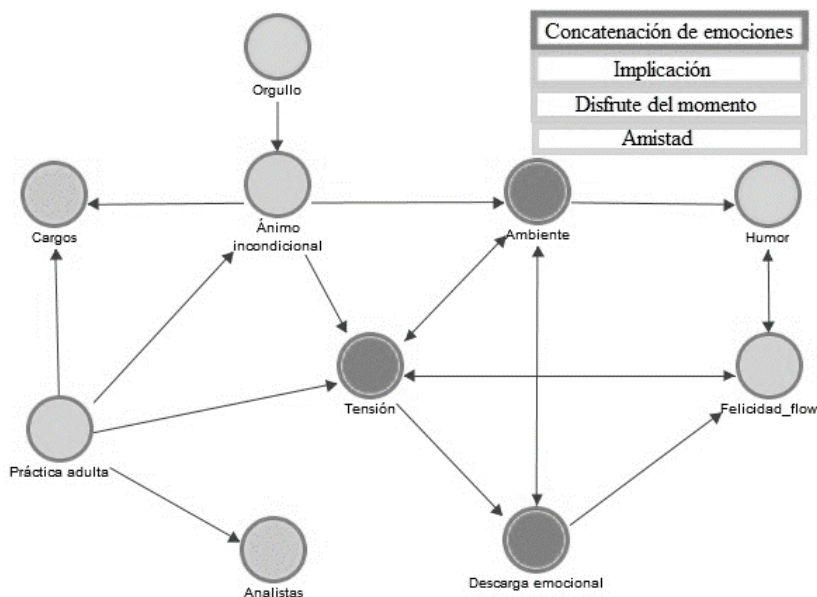 Concatenación de emociones
Implicación
Disfrute del momento
Amistad
Orgullo
Cargos
Ánimo
incondicional
Ambiente
Humor
Tensión
Felicidad_flow
Práctica adulta
Descarga emocional
Analistas